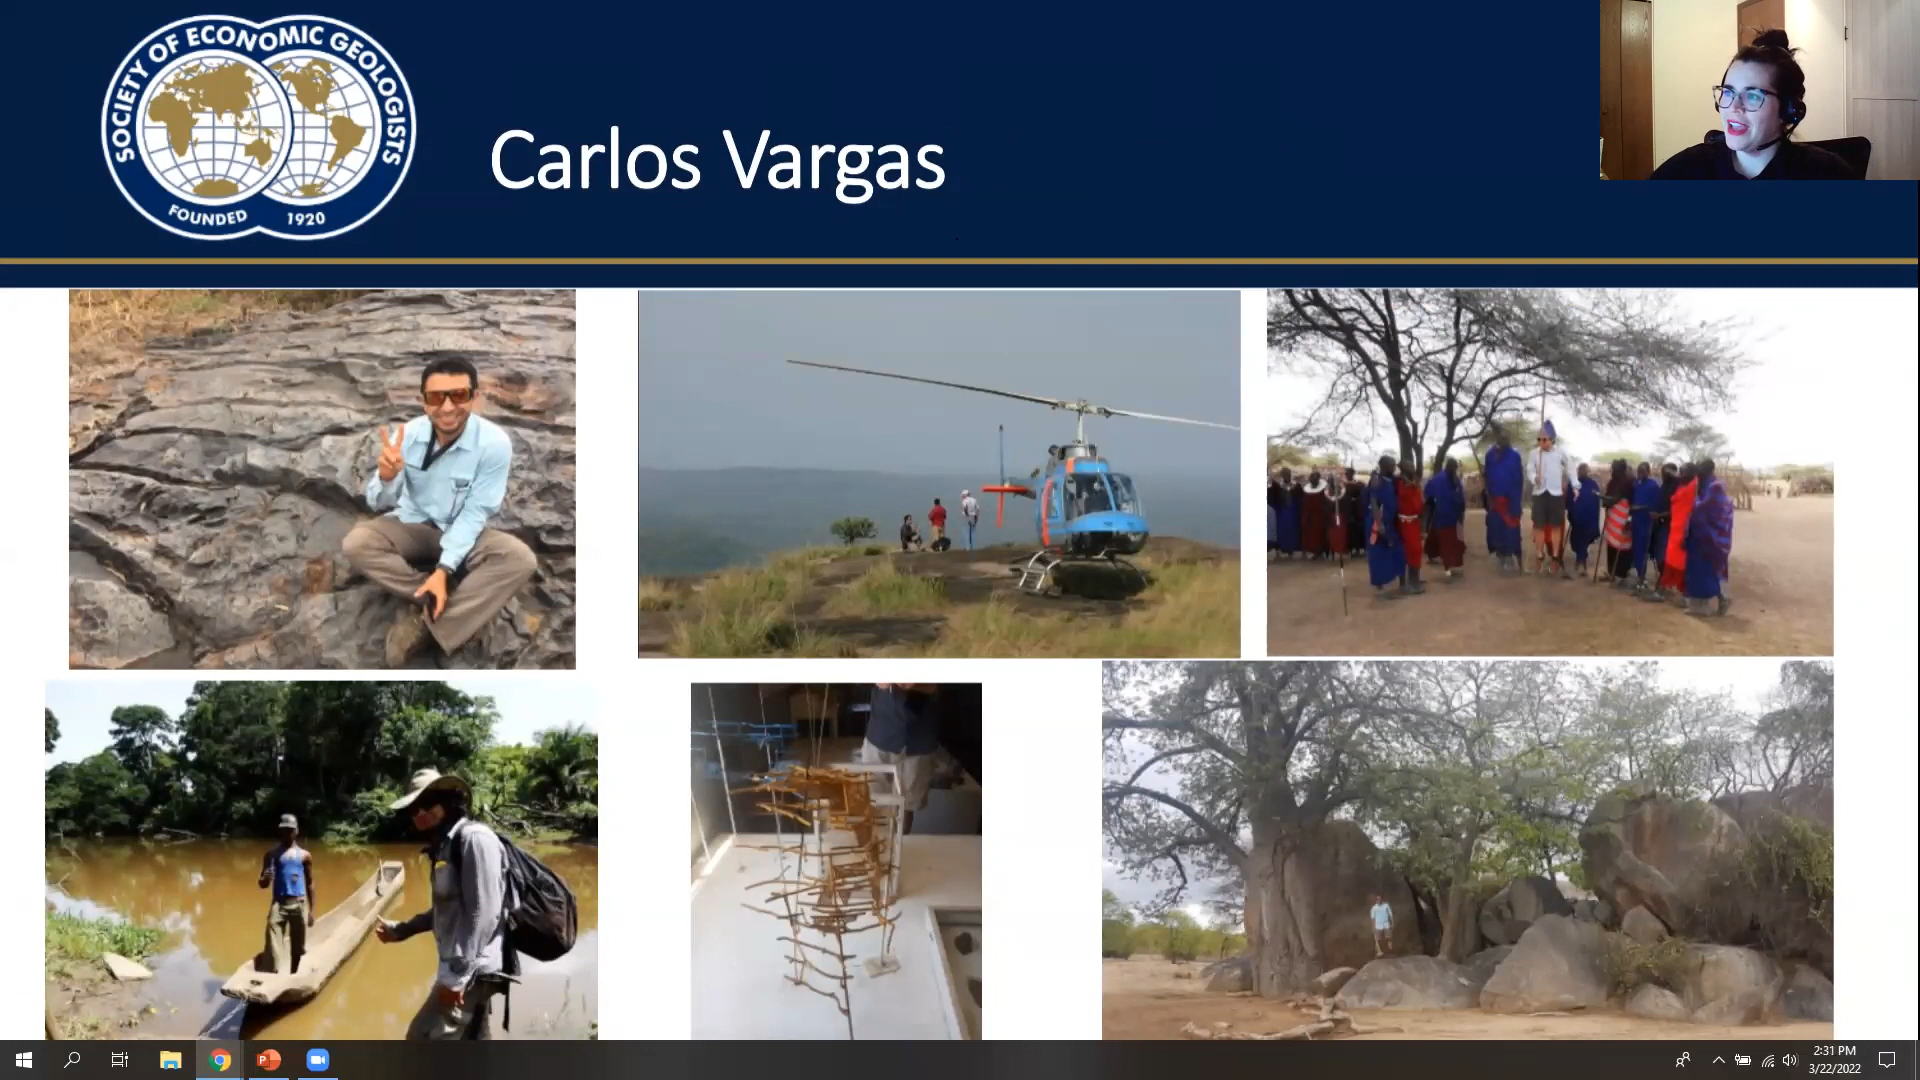 SOCIETY OF ECONOMIC GEOLOGISTS
FOUNDED 1920
Carlos Vargas
2:31 PM
3/22/2022